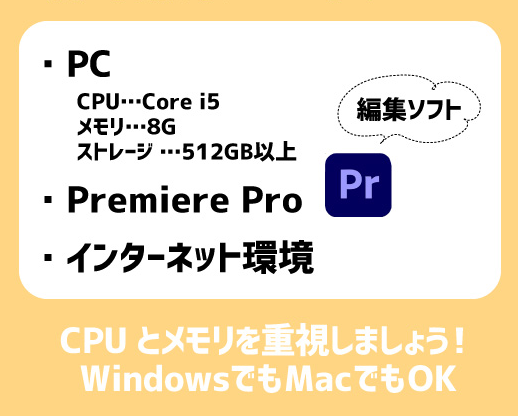 ・PC
CPU…Core i5
メモリ…8G
ストレージ …512GB以上
編集ソフト
・Premiere Pro
Pr
・インターネット環境
CPU とメモリを重視しましょう！
WindowsでもMacでもOK